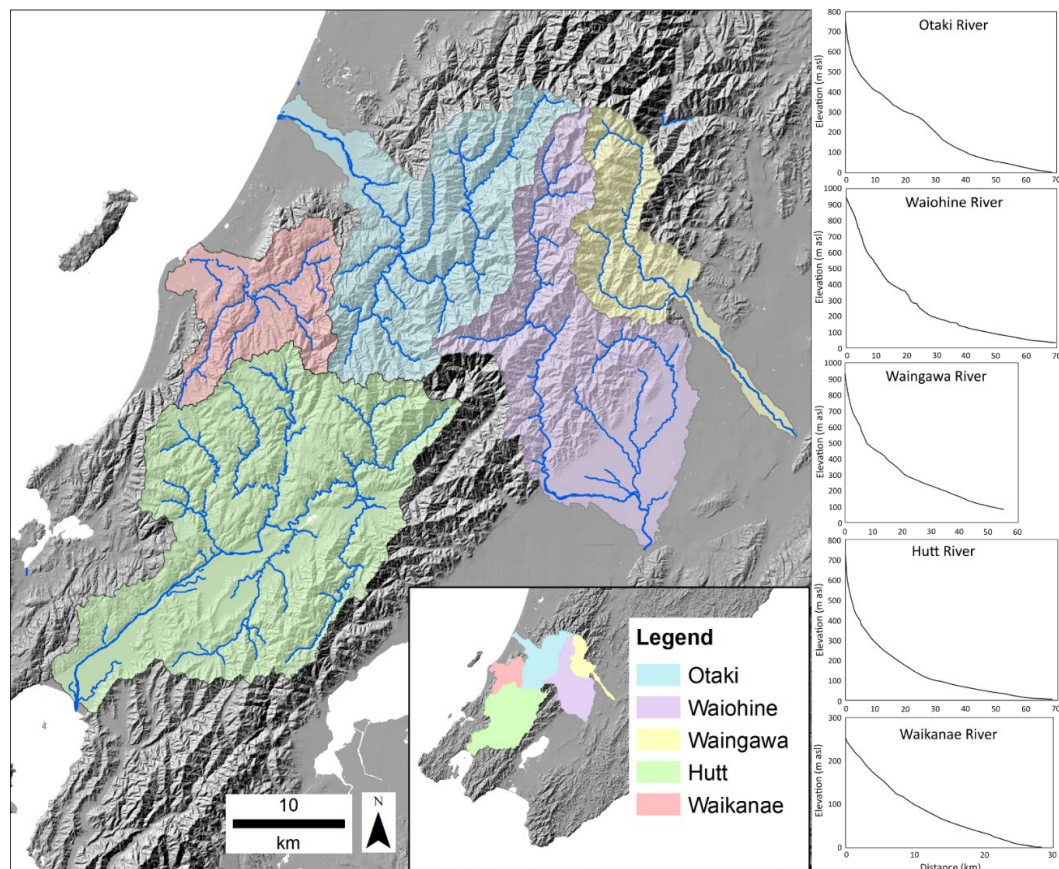 10
km
N
Legend
Otaki
Waiohine
Waingawa
Hutt
Waikanae
Otaki River
Elevation (m asl)
800
700
600
500
400
300
200
100
0
0 10 20 30 40 50 60 70
Waiohine River
Elevation (m asl)
1000
900
800
700
600
500
400
300
200
100
0
0 10 20 30 40 50 60 70
Waingawa River
Elevation (m asl)
1000
900
800
700
600
500
400
300
200
100
0
0 10 20 30 40 50 60
Hutt River
Elevation (m asl)
800
700
600
500
400
300
200
100
0
0 10 20 30 40 50 60 70
Waikanae River
Elevation (m asl)
300
200
100
0
0 10 20 30
Distance (km)